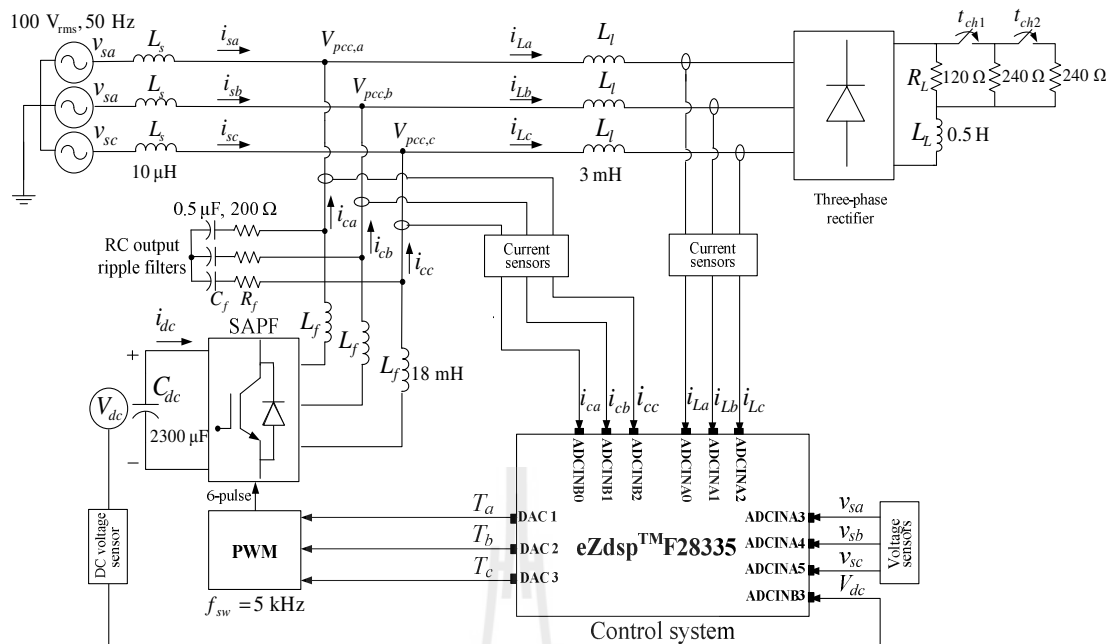 100 V_rms, 50 Hz
v_sa
L_s
i_sa
V_pcc,a
i_La
L_l
v_sa
L_s
i_sb
V_pcc,b
i_Lb
L_l
v_sc
L_s
i_sc
V_pcc,c
i_Lc
L_l
10 µH
3 mH
t_ch1
t_ch2
R_L
120 Ω
240 Ω
240 Ω
L_L
0.5 H
Three-phase
rectifier
0.5 µF, 200 Ω
RC output
ripple filters
C_f
R_f
i_ca
i_cb
i_cc
Current
sensors
Current
sensors
i_dc
SAPF
L_f
L_f
L_f
18 mH
+
C_dc
V_dc
2300 µF
−
6-pulse
i_ca
i_cb
i_cc
i_La
i_Lb
i_Lc
ADCINB0
ADCINB1
ADCINB2
ADCINA0
ADCINA1
ADCINA2
DC voltage
sensor
PWM
f_sw = 5 kHz
T_a
T_b
T_c
DAC 1
DAC 2
DAC 3
eZdsp™F28335
ADCINA3
ADCINA4
ADCINA5
ADCINB3
v_sa
v_sb
v_sc
V_dc
Voltage
sensors
Control system